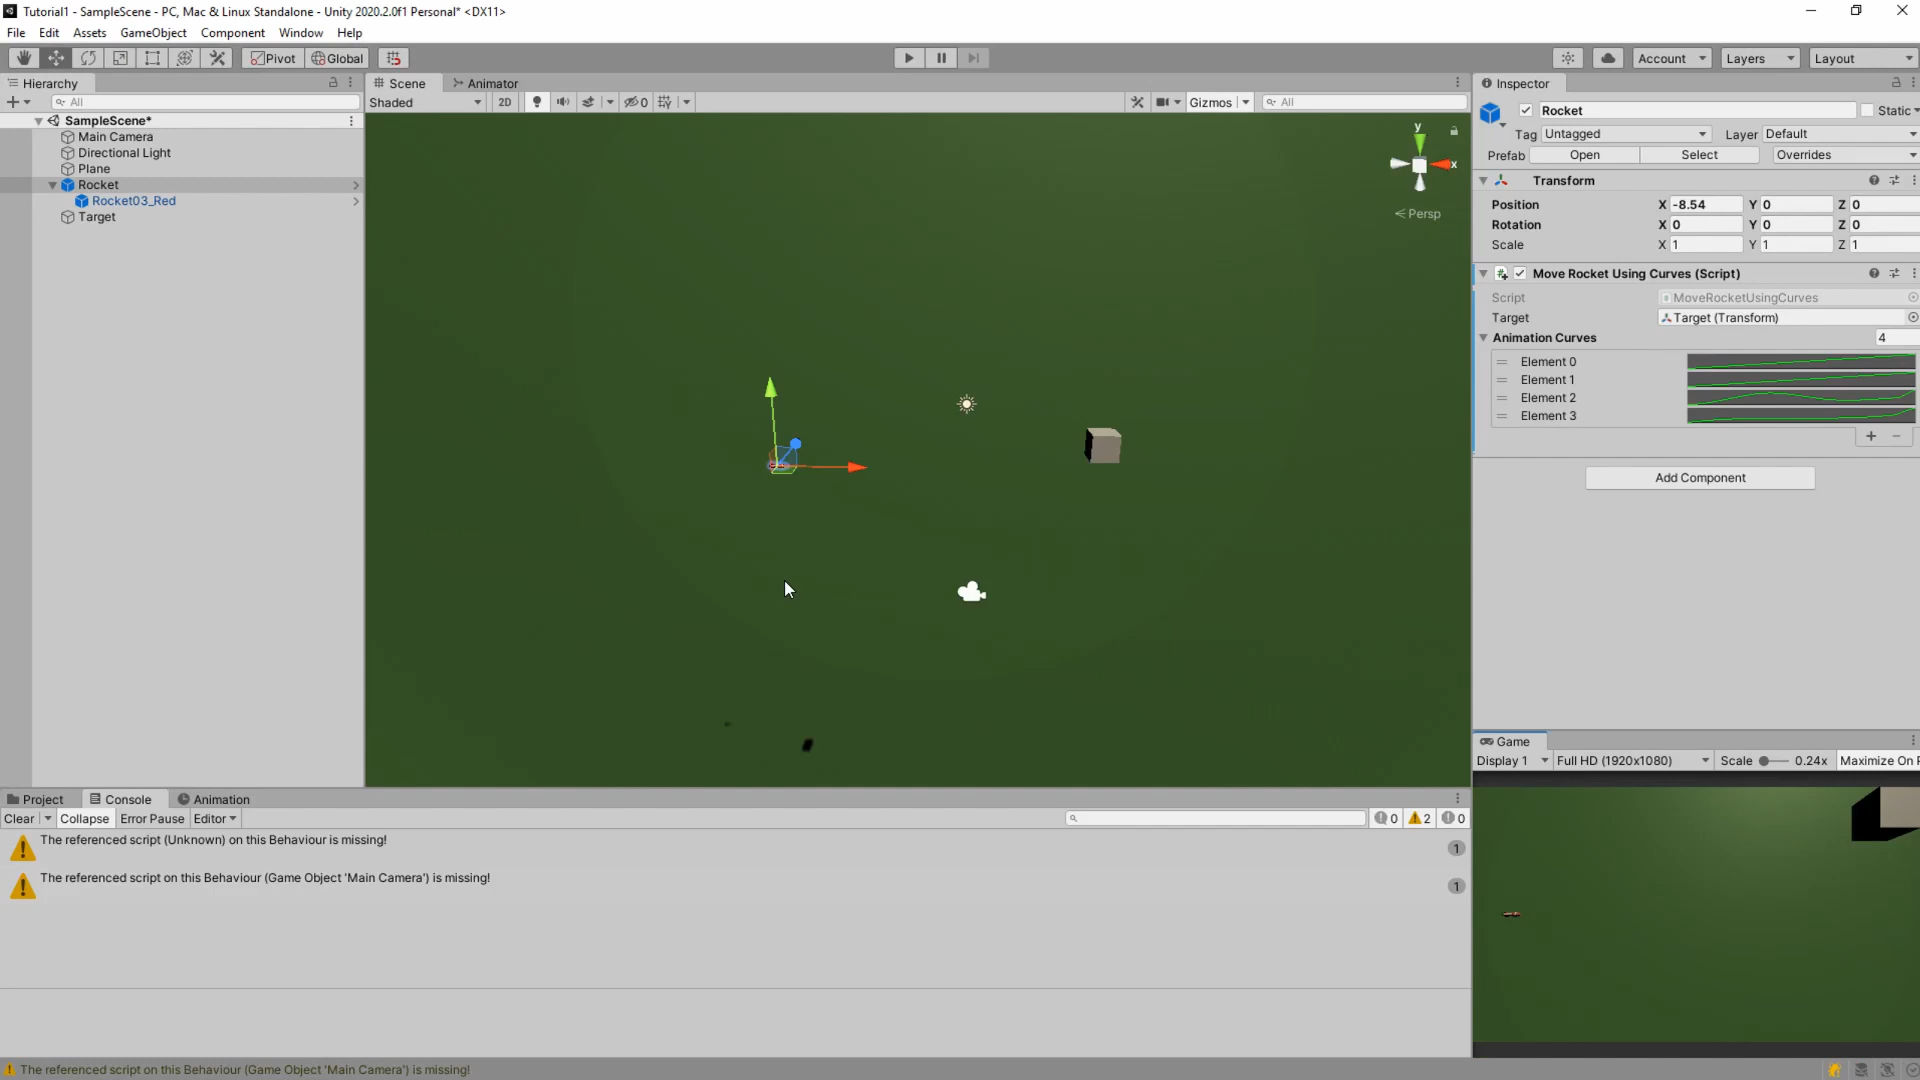 Tutorial1 - SampleScene - PC, Mac & Linux Standalone - Unity 2020.2.0f1 Personal* <DX11>
File Edit Assets GameObject Component Window Help
Pivot Global Account Layers Layout
Hierarchy
All
SampleScene*
Main Camera
Directional Light
Plane
Rocket
Rocket03_Red
Target
Scene Animator
Shaded 2D 0 Gizmos All
y
x
Persp
Inspector
Rocket Static
Tag Untagged Layer Default
Prefab Open Select Overrides
Transform
Position X -8.54 Y 0 Z 0
Rotation X 0 Y 0 Z 0
Scale X 1 Y 1 Z 1
Move Rocket Using Curves (Script)
Script MoveRocketUsingCurves
Target Target (Transform)
Animation Curves 4
Element 0
Element 1
Element 2
Element 3
Add Component
Game
Display 1 Full HD (1920x1080) Scale 0.24x Maximize On P
Project Console Animation
Clear Collapse Error Pause Editor 0 2 0
The referenced script (Unknown) on this Behaviour is missing! 1
The referenced script on this Behaviour (Game Object 'Main Camera') is missing! 1
The referenced script on this Behaviour (Game Object 'Main Camera') is missing!